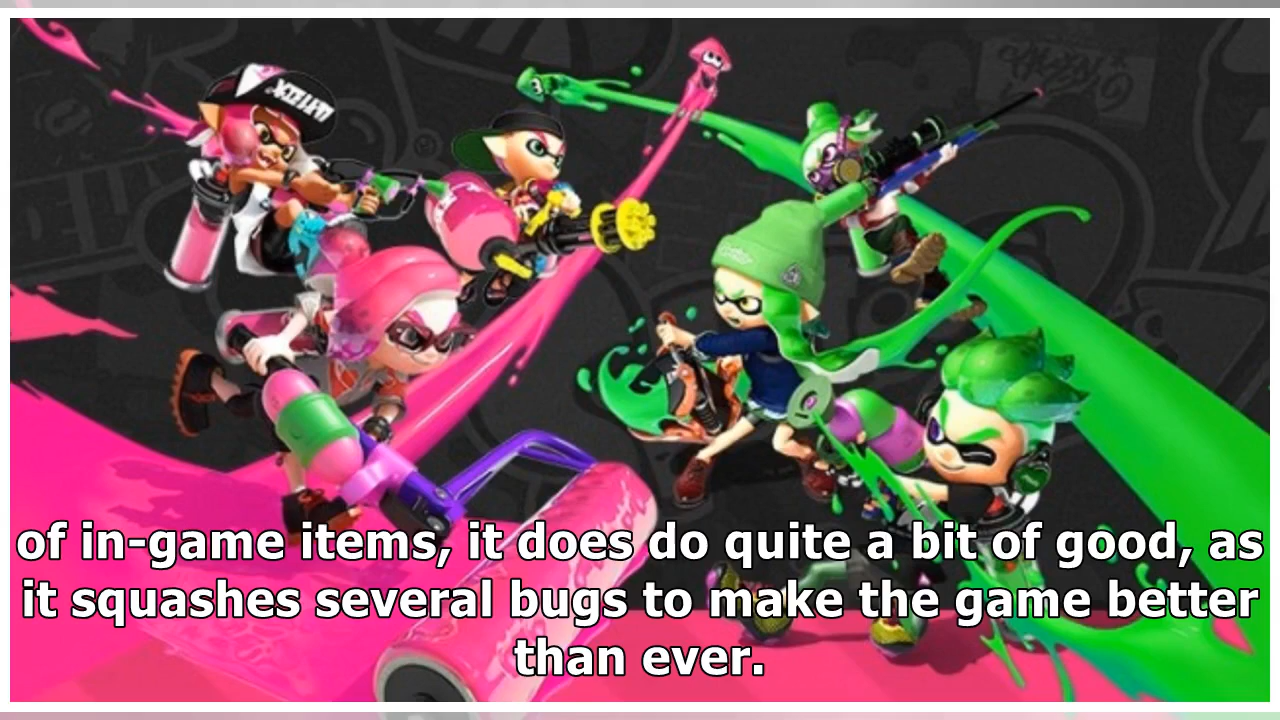 of in-game items, it does do quite a bit of good, as
it squashes several bugs to make the game better
than ever.